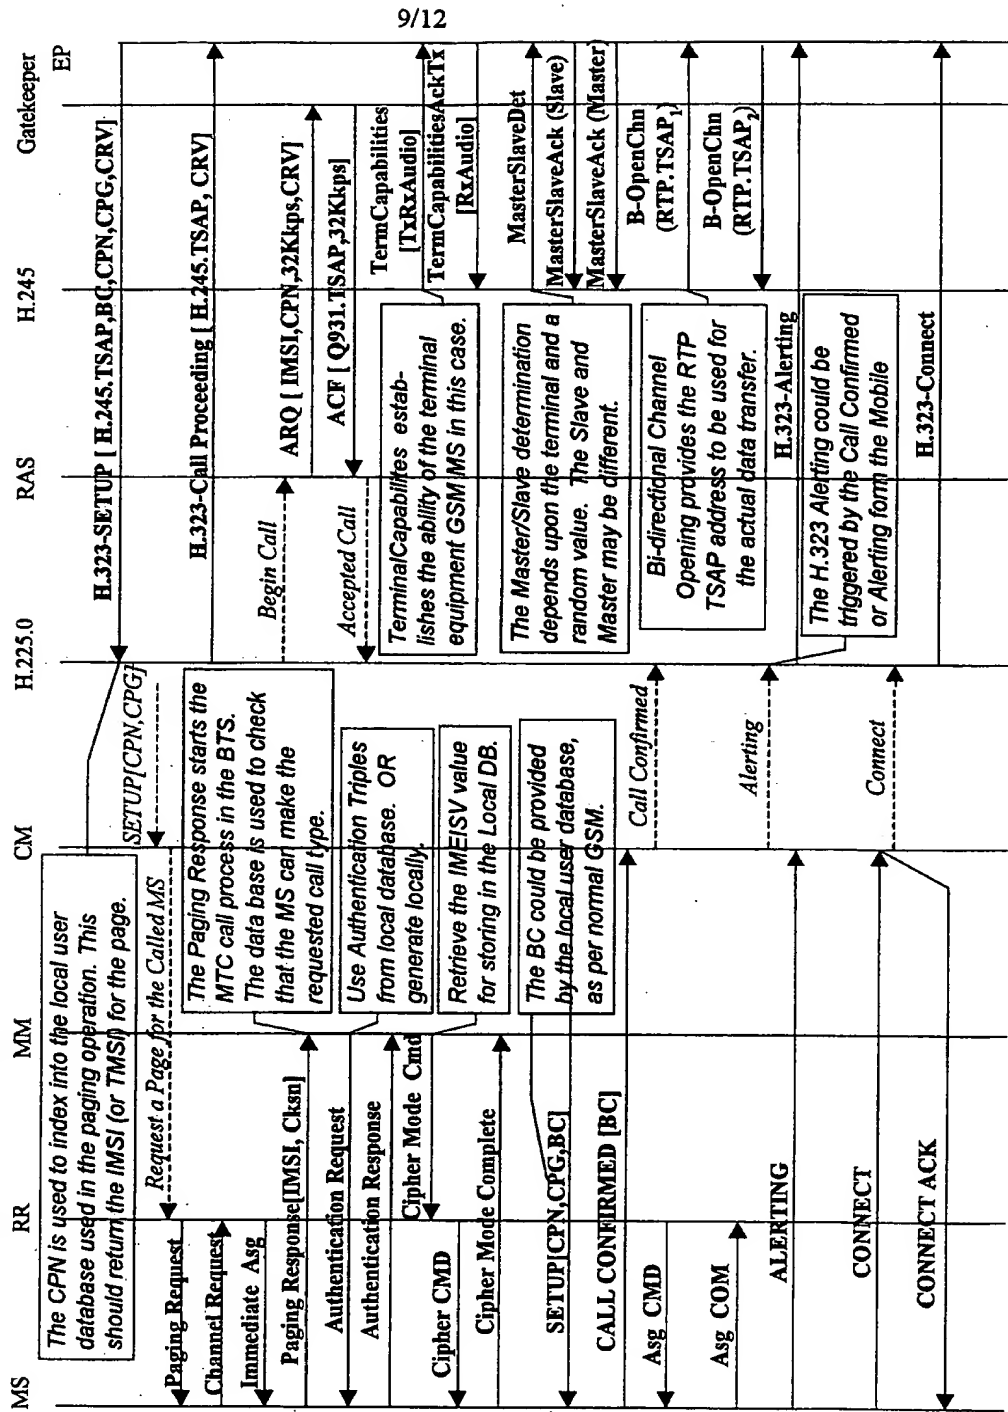 9/12
MS
RR
MM
CM
H.225.0
RAS
H.245
Gatekeeper
EP
The CPN is used to index into the local user
database used in the paging operation. This
should return the IMSI (or TMSI) for the page.
H.323-SETUP [ H.245.TSAP,BC,CPN,CPG,CRV]
SETUP[CPN,CPG]
Request a Page for the Called MS
Paging Request
H.323-Call Proceeding [ H.245.TSAP, CRV]
Channel Request
Immediate Asg
The Paging Response starts the
MTC call process in the BTS.
The data base is used to check
that the MS can make the
requested call type.
Begin Call
ARQ [ IMSI,CPN,32Kkps,CRV]
ACF [ Q931.TSAP,32Kkps]
Accepted Call
Paging Response[IMSI, Cksn]
Authentication Request
Authentication Response
Use Authentication Triples
from local database. OR
generate locally.
TermCapabilities
[TxRxAudio]
TermCapabilitiesAckTx
[RxAudio]
TerminalCapabilites estab-
lishes the ability of the terminal
equipment GSM MS in this case.
Cipher Mode Cmd
Cipher CMD
Cipher Mode Complete
Retrieve the IMEISV value
for storing in the Local DB.
MasterSlaveDet
MasterSlaveAck (Slave)
MasterSlaveAck (Master)
The Master/Slave determination
depends upon the terminal and a
random value. The Slave and
Master may be different.
SETUP[CPN,CPG,BC]
The BC could be provided
by the local user database,
as per normal GSM.
CALL CONFIRMED [BC]
Call Confirmed
B-OpenChn
(RTP.TSAP1)
B-OpenChn
(RTP.TSAP2)
Bi-directional Channel
Opening provides the RTP
TSAP address to be used for
the actual data transfer.
Asg CMD
Asg COM
ALERTING
Alerting
H.323-Alerting
The H.323 Alerting could be
triggered by the Call Confirmed
or Alerting form the Mobile
CONNECT
Connect
H.323-Connect
CONNECT ACK